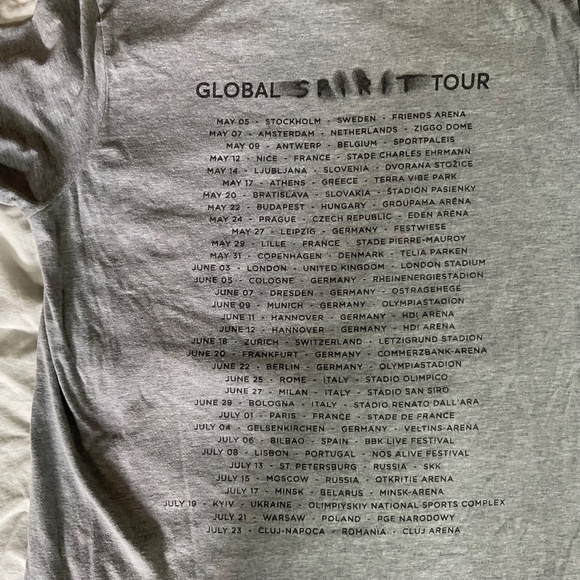 GLOBAL SPIRIT TOUR
MAY 05 - STOCKHOLM - SWEDEN - FRIENDS ARENA
MAY 07 - AMSTERDAM - NETHERLANDS - ZIGGO DOME
MAY 09 - ANTWERP - BELGIUM - SPORTPALEIS
MAY 12 - NICE - FRANCE - STADE CHARLES EHRMANN
MAY 14 - LJUBLJANA - SLOVENIA - DVORANA STOŽICE
MAY 17 - ATHENS - GREECE - TERRA VIBE PARK
MAY 20 - BRATISLAVA - SLOVAKIA - ŠTADIÓN PASIENKY
MAY 22 - BUDAPEST - HUNGARY - GROUPAMA ARÉNA
MAY 24 - PRAGUE - CZECH REPUBLIC - EDEN ARÉNA
MAY 27 - LEIPZIG - GERMANY - FESTWIESE
MAY 29 - LILLE - FRANCE - STADE PIERRE-MAUROY
MAY 31 - COPENHAGEN - DENMARK - TELIA PARKEN
JUNE 03 - LONDON - UNITED KINGDOM - LONDON STADIUM
JUNE 05 - COLOGNE - GERMANY - RHEINENERGIESTADION
JUNE 07 - DRESDEN - GERMANY - OSTRAGEHEGE
JUNE 09 - MUNICH - GERMANY - OLYMPIASTADION
JUNE 11 - HANNOVER - GERMANY - HDI ARENA
JUNE 12 - HANNOVER - GERMANY - HDI ARENA
JUNE 18 - ZURICH - SWITZERLAND - LETZIGRUND STADION
JUNE 20 - FRANKFURT - GERMANY - COMMERZBANK-ARENA
JUNE 22 - BERLIN - GERMANY - OLYMPIASTADION
JUNE 25 - ROME - ITALY - STADIO OLIMPICO
JUNE 27 - MILAN - ITALY - STADIO SAN SIRO
JUNE 29 - BOLOGNA - ITALY - STADIO RENATO DALL'ARA
JULY 01 - PARIS - FRANCE - STADE DE FRANCE
JULY 04 - GELSENKIRCHEN - GERMANY - VELTINS-ARENA
JULY 06 - BILBAO - SPAIN - BBK LIVE FESTIVAL
JULY 08 - LISBON - PORTUGAL - NOS ALIVE FESTIVAL
JULY 13 - ST. PETERSBURG - RUSSIA - SKK
JULY 15 - MOSCOW - RUSSIA - OTKRITIE ARENA
JULY 17 - MINSK - BELARUS - MINSK-ARENA
JULY 19 - KYIV - UKRAINE - OLIMPIYSKIY NATIONAL SPORTS COMPLEX
JULY 21 - WARSAW - POLAND - PGE NARODOWY
JULY 23 - CLUJ-NAPOCA - ROMANIA - CLUJ ARENA